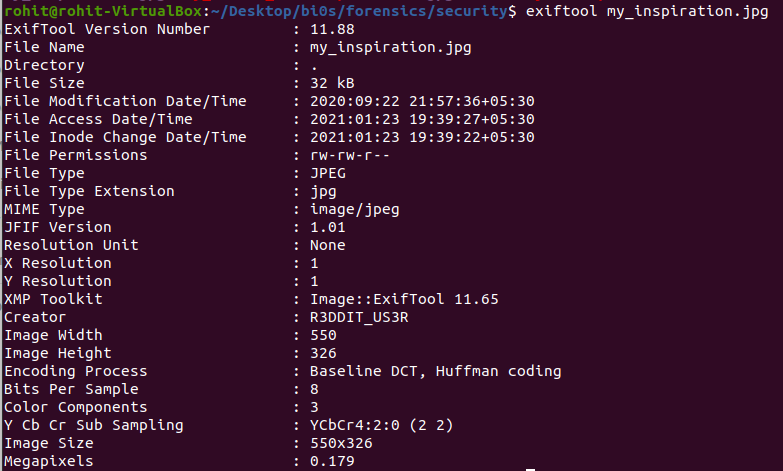 rohit@rohit-VirtualBox:~/Desktop/bi0s/forensics/security$ exiftool my_inspiration.jpg
ExifTool Version Number         : 11.88
File Name                       : my_inspiration.jpg
Directory                       : .
File Size                       : 32 kB
File Modification Date/Time     : 2020:09:22 21:57:36+05:30
File Access Date/Time           : 2021:01:23 19:39:27+05:30
File Inode Change Date/Time     : 2021:01:23 19:39:22+05:30
File Permissions                : rw-rw-r--
File Type                       : JPEG
File Type Extension             : jpg
MIME Type                       : image/jpeg
JFIF Version                    : 1.01
Resolution Unit                 : None
X Resolution                    : 1
Y Resolution                    : 1
XMP Toolkit                     : Image::ExifTool 11.65
Creator                         : R3DDIT_US3R
Image Width                     : 550
Image Height                    : 326
Encoding Process                : Baseline DCT, Huffman coding
Bits Per Sample                 : 8
Color Components                : 3
Y Cb Cr Sub Sampling            : YCbCr4:2:0 (2 2)
Image Size                      : 550x326
Megapixels                      : 0.179